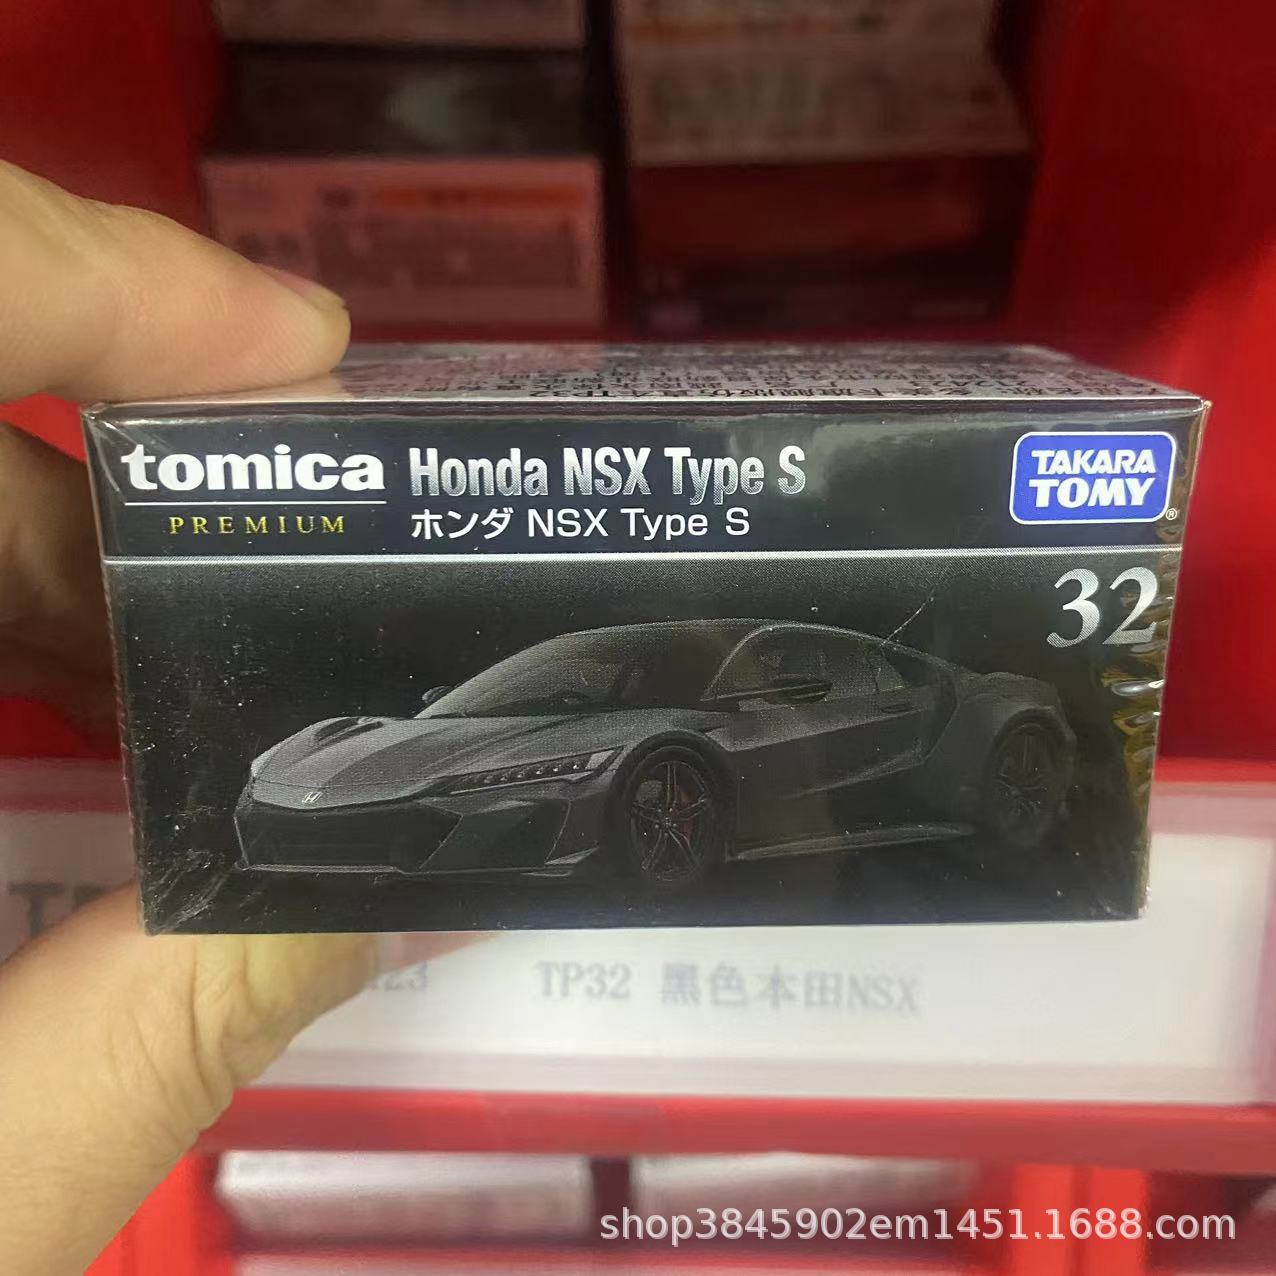 tomica
PREMIUM
Honda NSX Type S
ホンダ NSX Type S
TAKARA
TOMY
®
32
TP32 黑色本田NSX
shop3845902em1451.1688.com